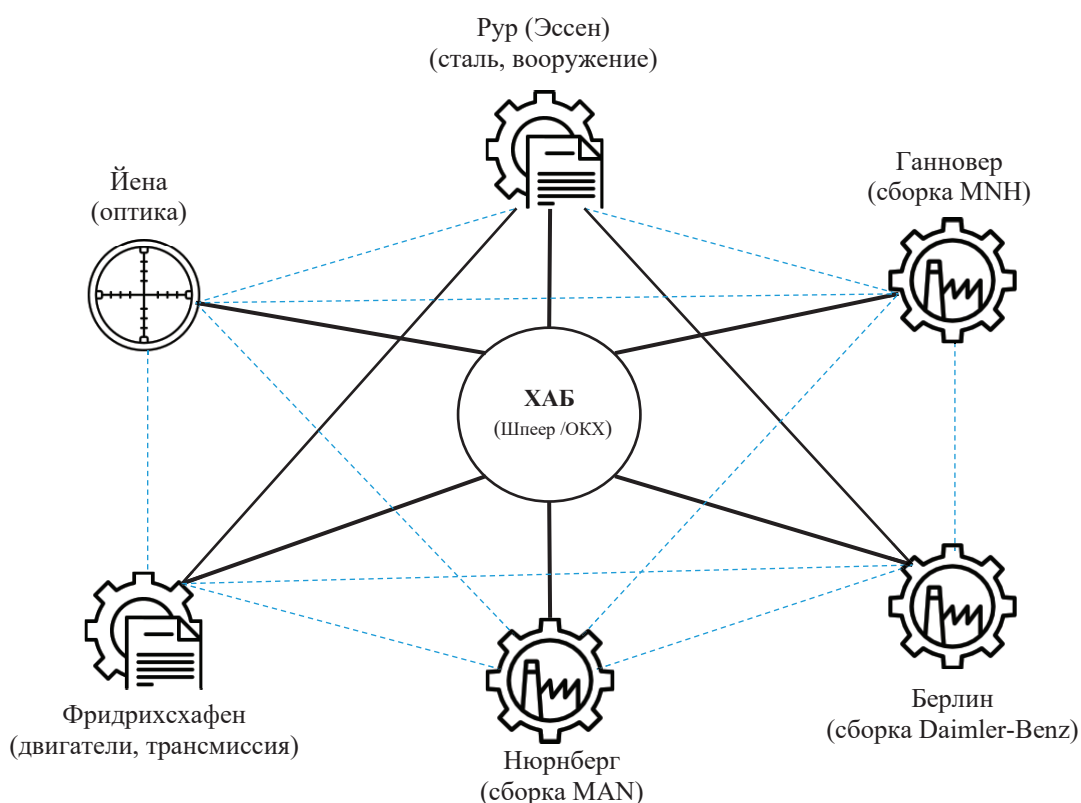 Рур (Эссен)
(сталь, вооружение)
Йена
(оптика)
Ганновер
(сборка MNH)
ХАБ
(Шпеер /ОКХ)
Фридрихсхафен
(двигатели, трансмиссия)
Нюрнберг
(сборка MAN)
Берлин
(сборка Daimler-Benz)